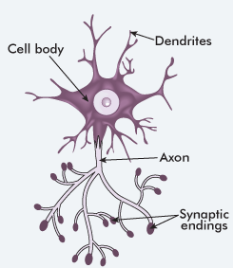 Dendrites
Cell body
Axon
Synaptic
endings